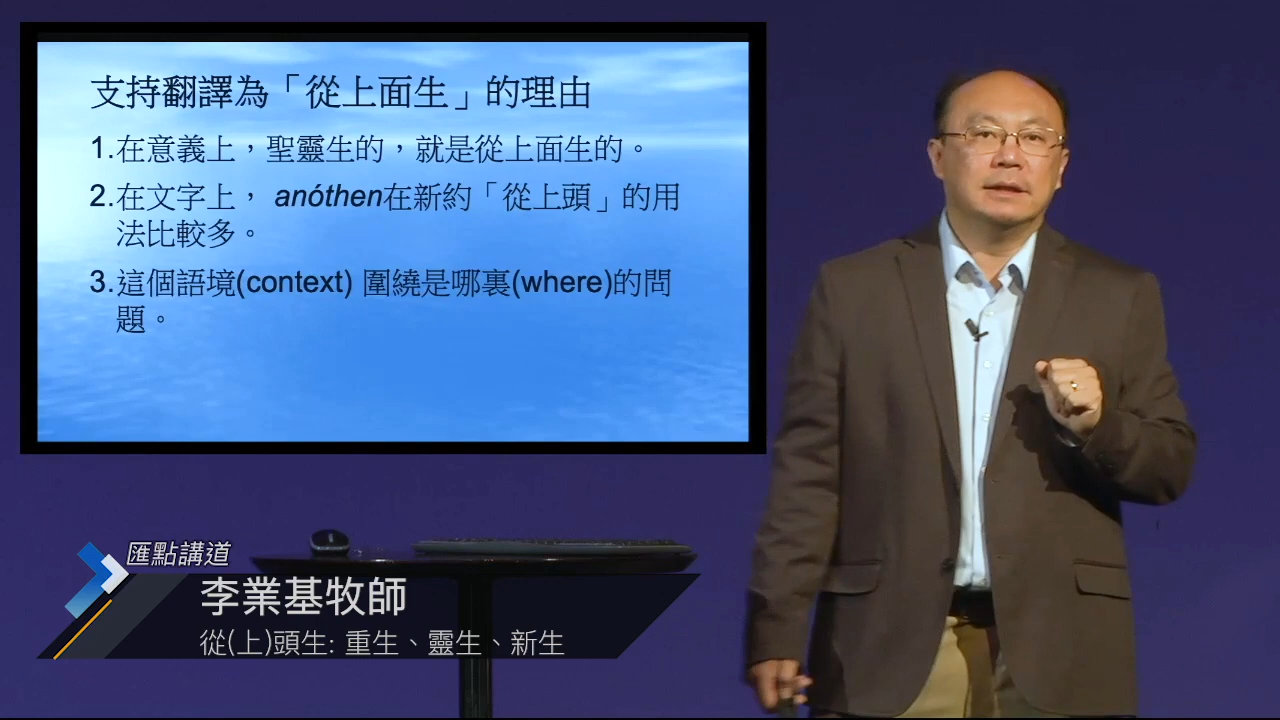 支持翻譯為「從上面生」的理由
1.在意義上，聖靈生的，就是從上面生的。
2.在文字上， anóthen在新約「從上頭」的用
法比較多。
3.這個語境(context) 圍繞是哪裏(where)的問
題。
匯點講道
李業基牧師
從(上)頭生: 重生、靈生、新生